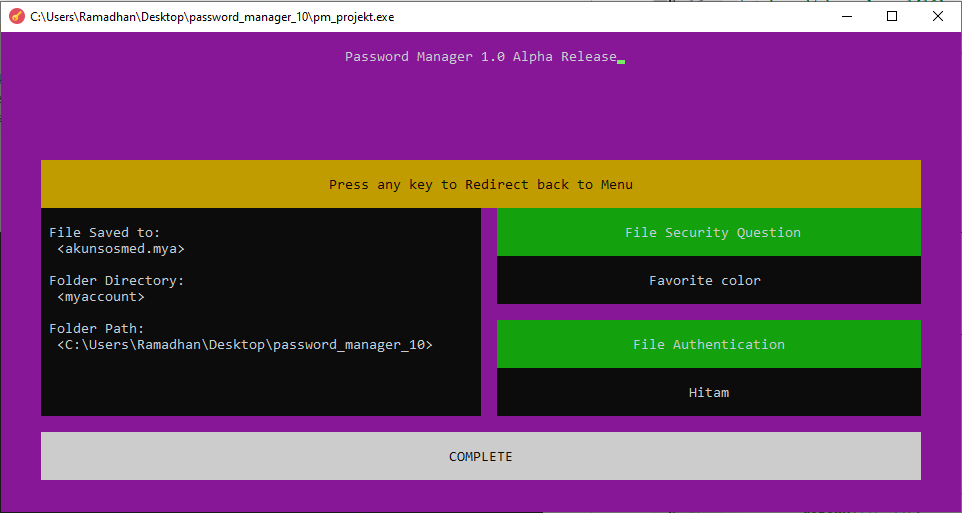 C:\Users\Ramadhan\Desktop\password_manager_10\pm_projekt.exe
Password Manager 1.0 Alpha Release
Press any key to Redirect back to Menu
File Saved to:
<akunsosmed.mya>
Folder Directory:
<myaccount>
Folder Path:
<C:\Users\Ramadhan\Desktop\password_manager_10>
File Security Question
Favorite color
File Authentication
Hitam
COMPLETE